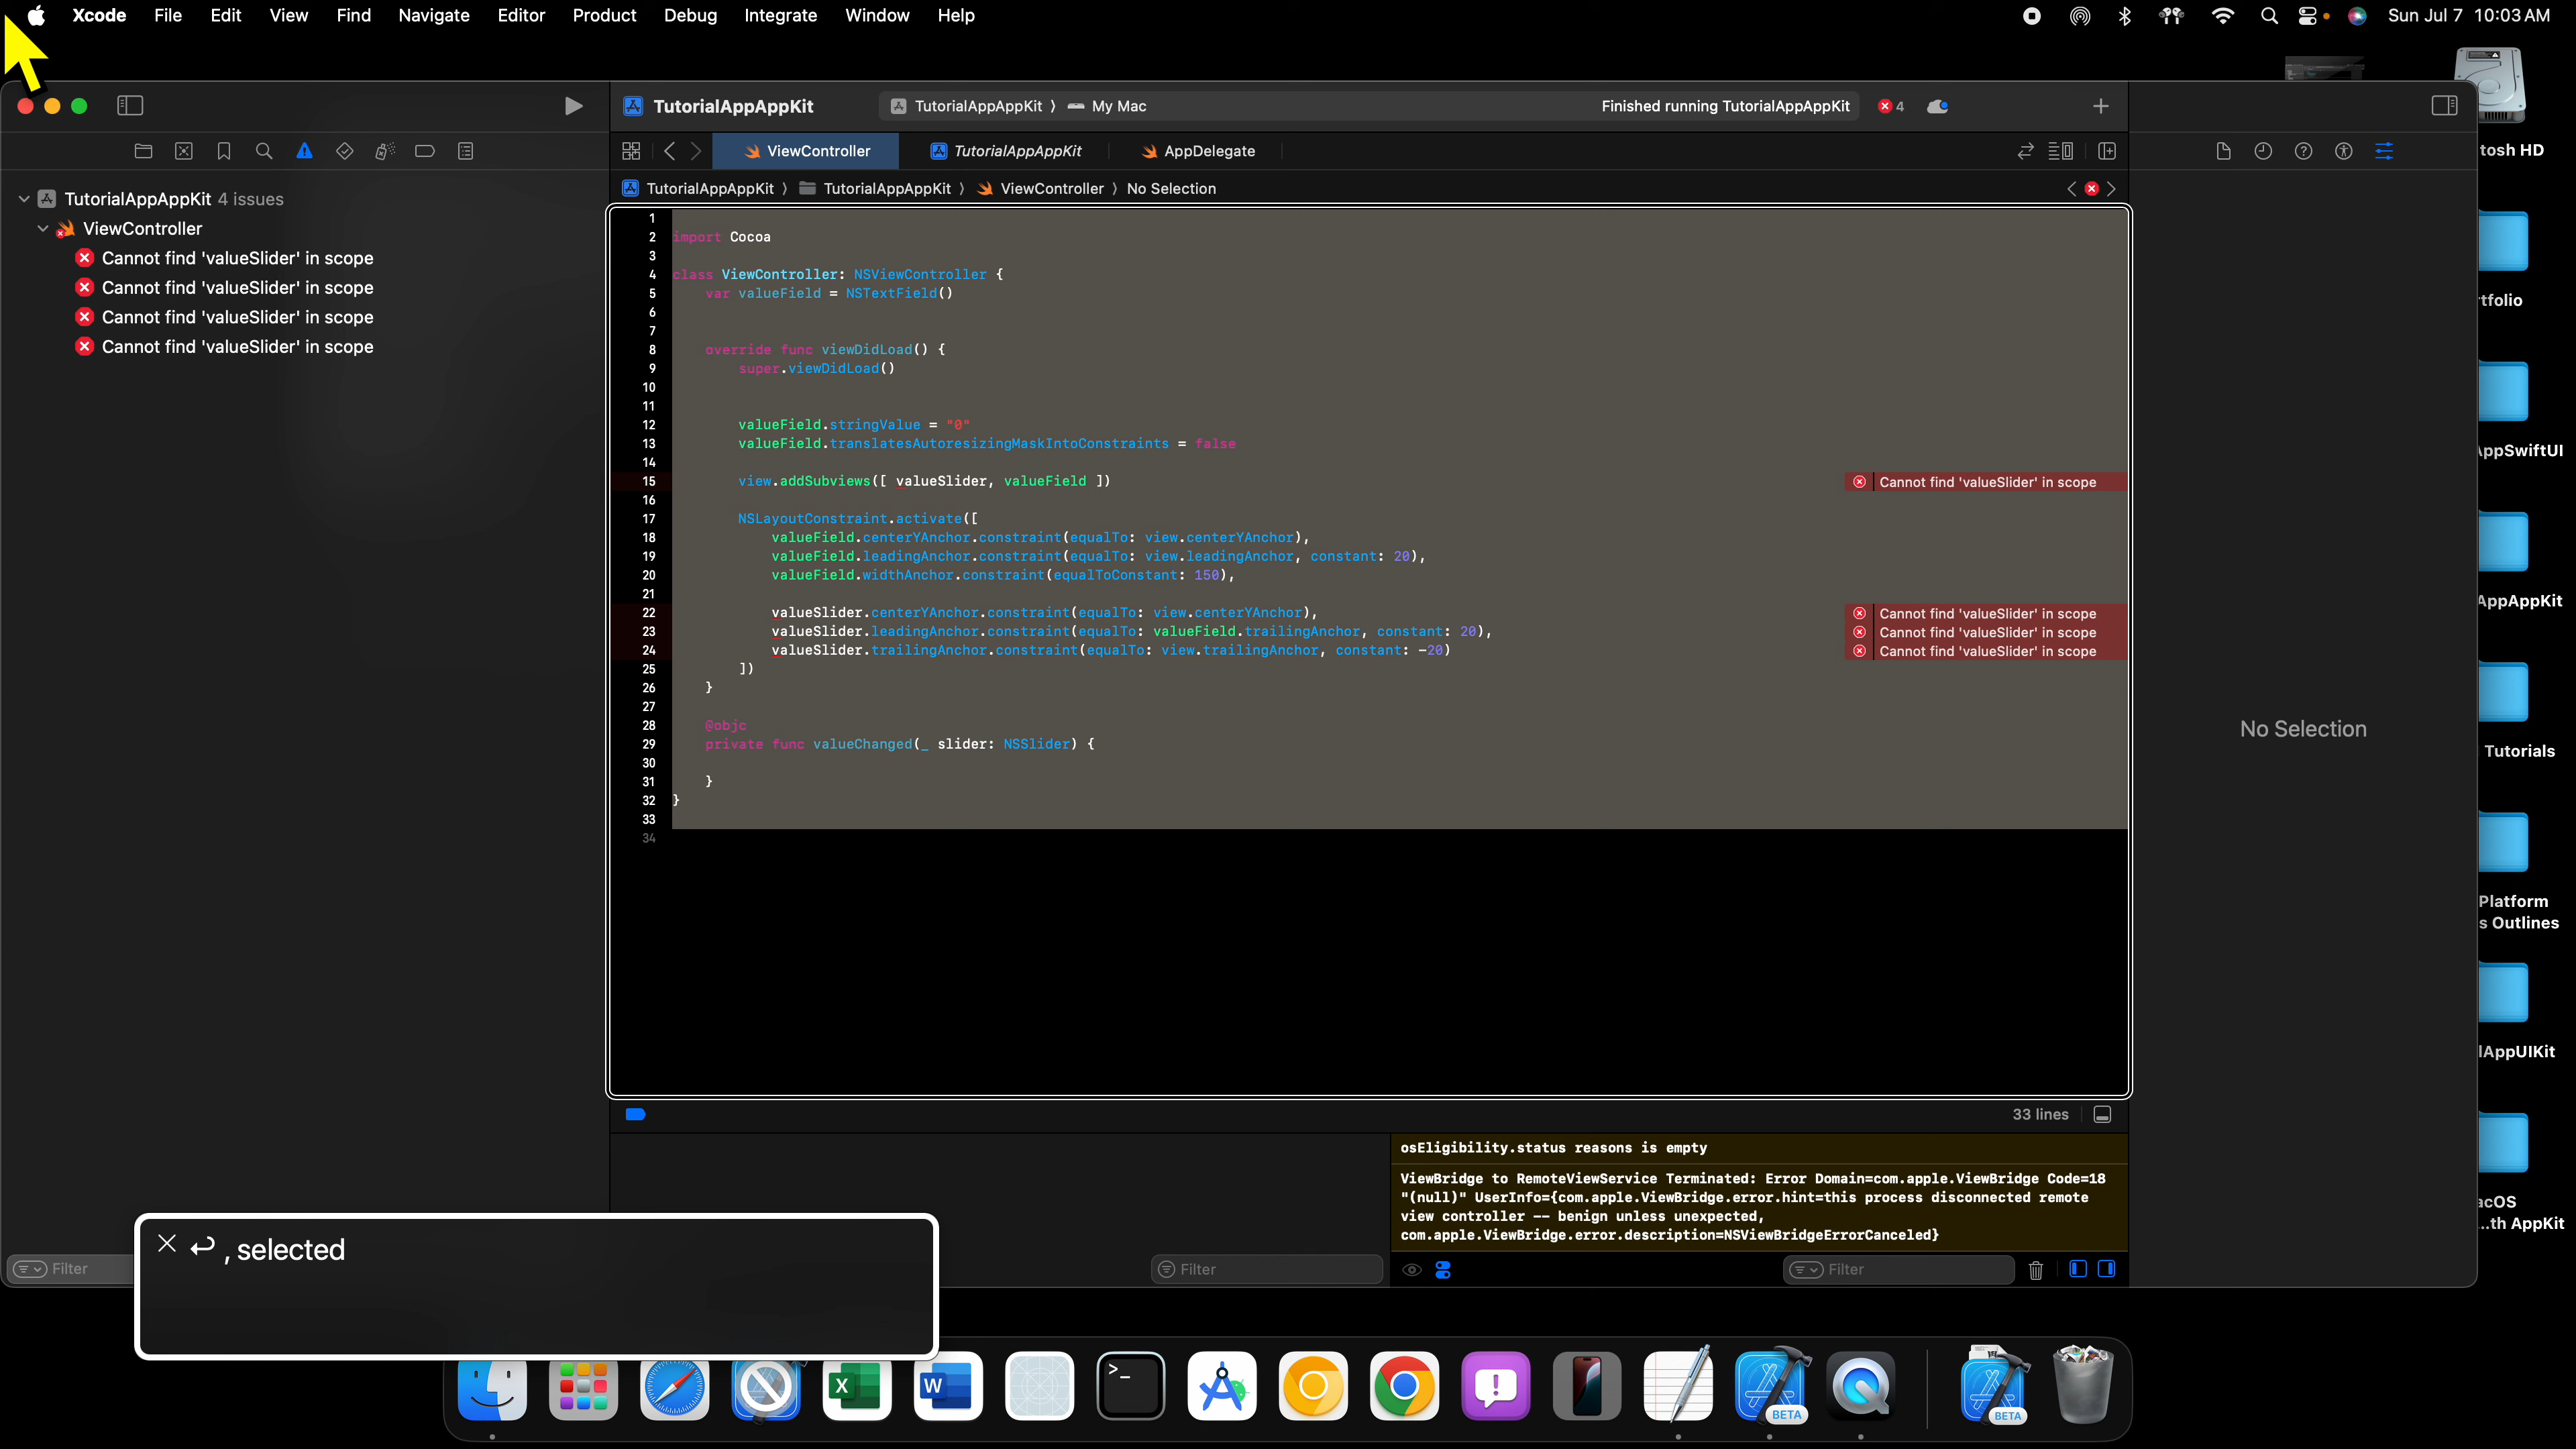 Xcode File Edit View Find Navigate Editor Product Debug Integrate Window Help Sun Jul 7 10:03 AM
TutorialAppAppKit TutorialAppAppKit ⟩ My Mac Finished running TutorialAppAppKit 4
ViewController TutorialAppAppKit AppDelegate
TutorialAppAppKit ⟩ TutorialAppAppKit ⟩ ViewController ⟩ No Selection
TutorialAppAppKit 4 issues
ViewController
Cannot find 'valueSlider' in scope
Cannot find 'valueSlider' in scope
Cannot find 'valueSlider' in scope
Cannot find 'valueSlider' in scope
1
2 import Cocoa
3
4 class ViewController: NSViewController {
5 var valueField = NSTextField()
6
7
8 override func viewDidLoad() {
9 super.viewDidLoad()
10
11
12 valueField.stringValue = "0"
13 valueField.translatesAutoresizingMaskIntoConstraints = false
14
15 view.addSubviews([ valueSlider, valueField ]) Cannot find 'valueSlider' in scope
16
17 NSLayoutConstraint.activate([
18 valueField.centerYAnchor.constraint(equalTo: view.centerYAnchor),
19 valueField.leadingAnchor.constraint(equalTo: view.leadingAnchor, constant: 20),
20 valueField.widthAnchor.constraint(equalToConstant: 150),
21
22 valueSlider.centerYAnchor.constraint(equalTo: view.centerYAnchor), Cannot find 'valueSlider' in scope
23 valueSlider.leadingAnchor.constraint(equalTo: valueField.trailingAnchor, constant: 20), Cannot find 'valueSlider' in scope
24 valueSlider.trailingAnchor.constraint(equalTo: view.trailingAnchor, constant: -20) Cannot find 'valueSlider' in scope
25 ])
26 }
27
28 @objc
29 private func valueChanged(_ slider: NSSlider) {
30
31 }
32 }
33
34
33 lines
osEligibility.status reasons is empty
ViewBridge to RemoteViewService Terminated: Error Domain=com.apple.ViewBridge Code=18
"(null)" UserInfo={com.apple.ViewBridge.error.hint=this process disconnected remote
view controller -- benign unless unexpected,
com.apple.ViewBridge.error.description=NSViewBridgeErrorCanceled}
Filter
Filter
Filter
No Selection
tosh HD
tfolio
AppSwiftUI
AppAppKit
Tutorials
Platform
s Outlines
lAppUIKit
acOS
...th AppKit
↩ , selected
X
W
>_
BETA
BETA